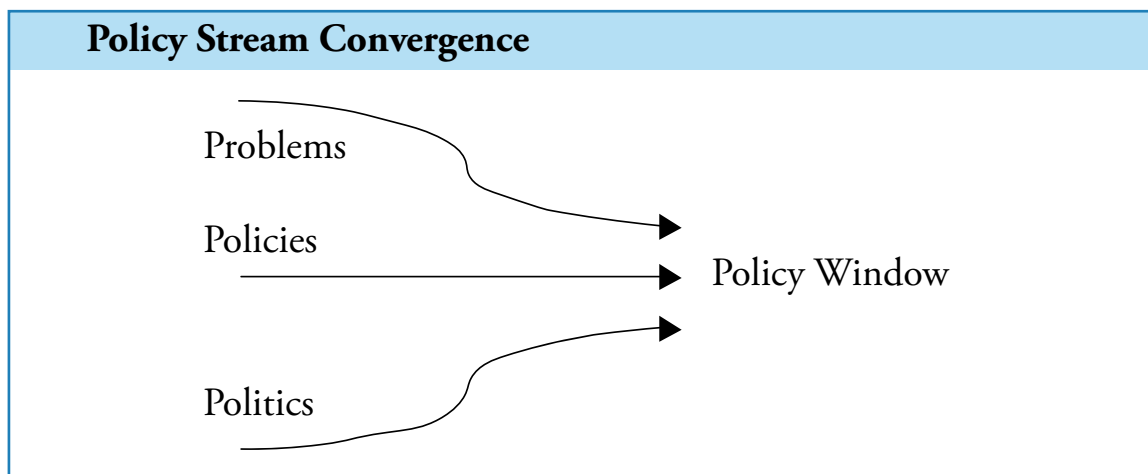 Policy Stream Convergence
Problems
Policies
Policy Window
Politics